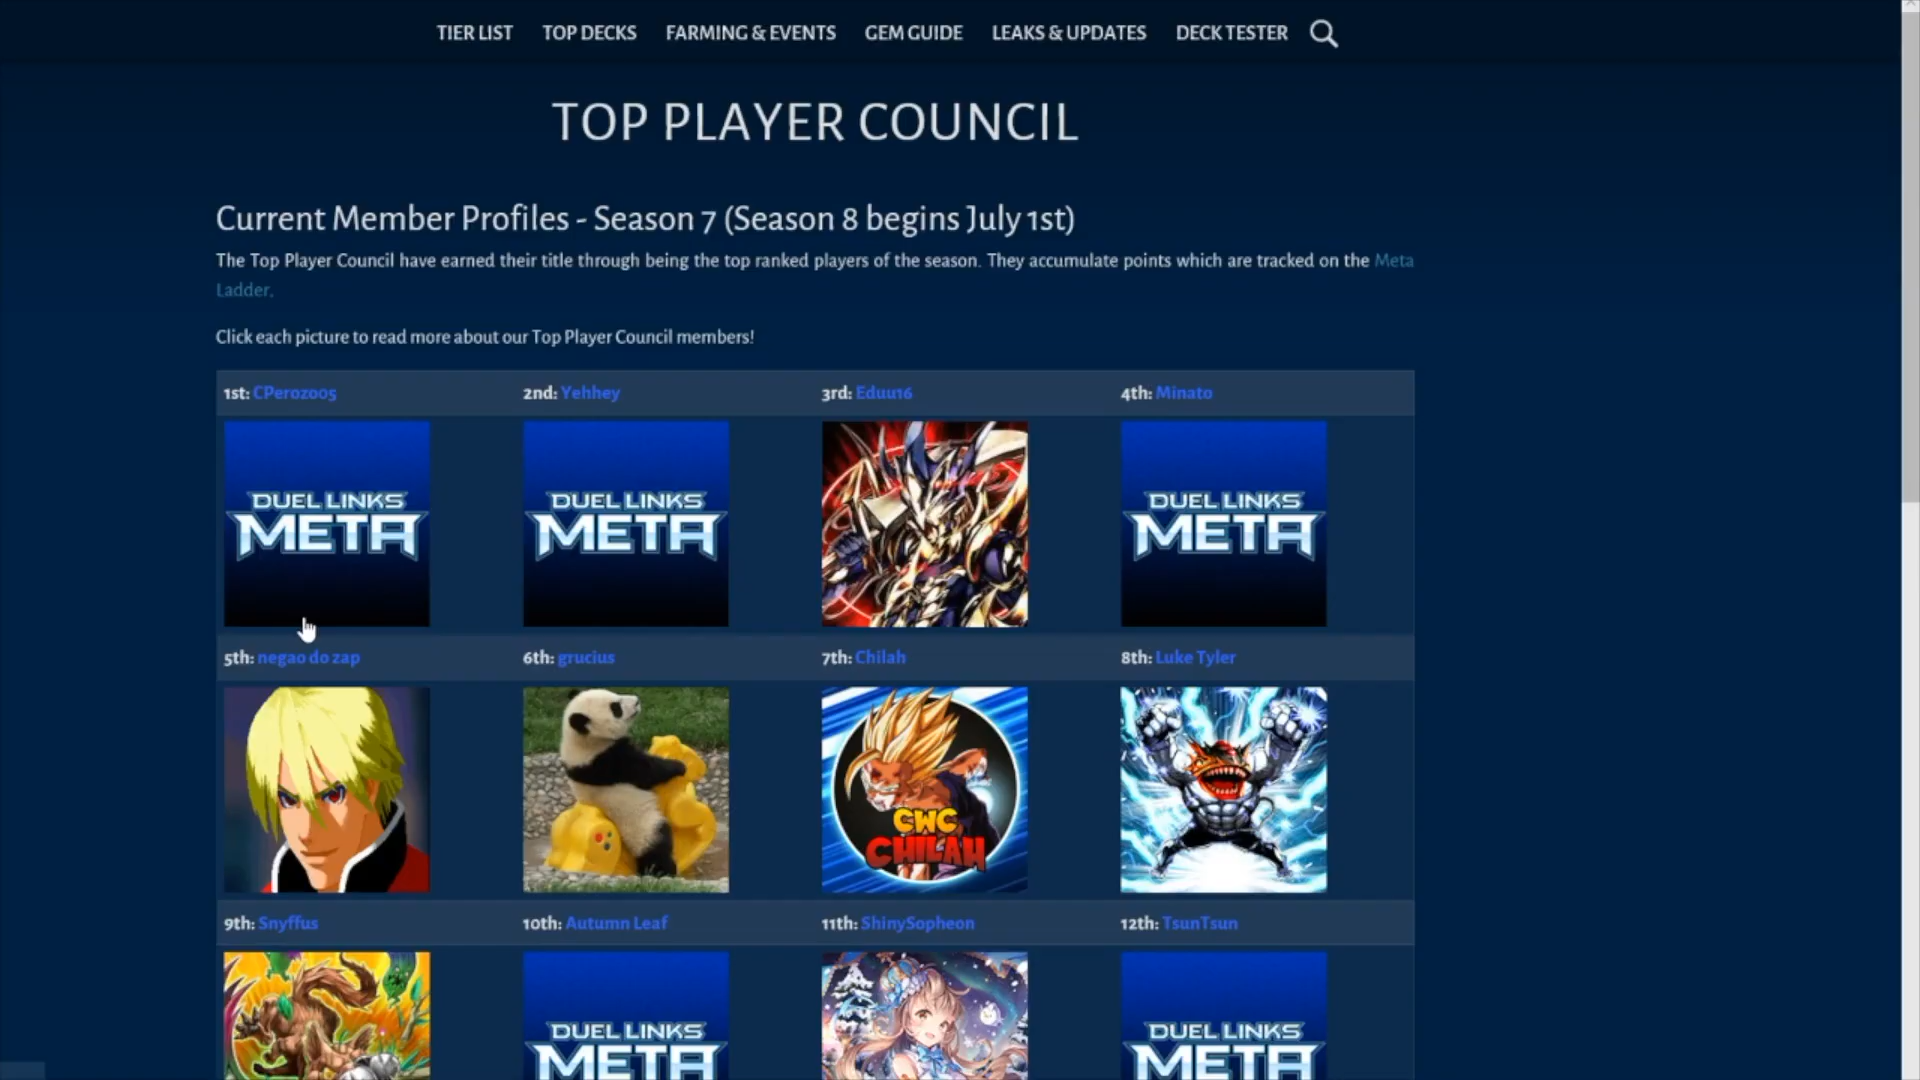 TIER LIST TOP DECKS FARMING & EVENTS GEM GUIDE LEAKS & UPDATES DECK TESTER
TOP PLAYER COUNCIL
Current Member Profiles - Season 7 (Season 8 begins July 1st)
The Top Player Council have earned their title through being the top ranked players of the season. They accumulate points which are tracked on the Meta
Ladder.
Click each picture to read more about our Top Player Council members!
1st: CPerozo05 2nd: Yehhey 3rd: Eduu16 4th: Minato
DUEL LINKS
META
DUEL LINKS
META
DUEL LINKS
META
5th: negao do zap 6th: grucius 7th: Chilah 8th: Luke Tyler
CWC
CHILAH
9th: Snyffus 10th: Autumn Leaf 11th: ShinySopheon 12th: TsunTsun
DUEL LINKS
META
DUEL LINKS
META